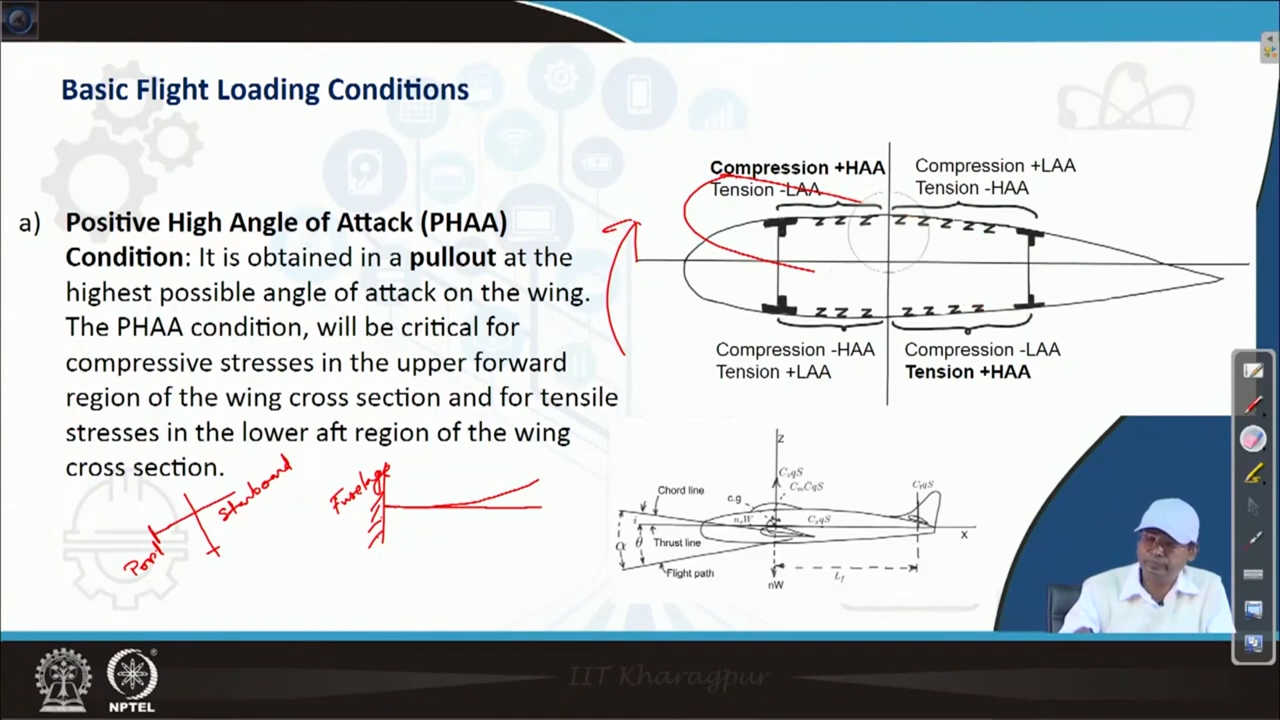 Basic Flight Loading Conditions
a) Positive High Angle of Attack (PHAA)
Condition: It is obtained in a pullout at the
highest possible angle of attack on the wing.
The PHAA condition, will be critical for
compressive stresses in the upper forward
region of the wing cross section and for tensile
stresses in the lower aft region of the wing
cross section.
Port
Starboard
Fuselage
Compression +HAA
Tension -LAA
Compression +LAA
Tension -HAA
z z z z z z z z
z z z z z z z
Compression -HAA
Tension +LAA
Compression -LAA
Tension +HAA
z
CmCqS
Chord line
c.g
CtqS
α
i
θ
Thrust line
x
Flight path
nW
NPTEL
IIT Kharagpur